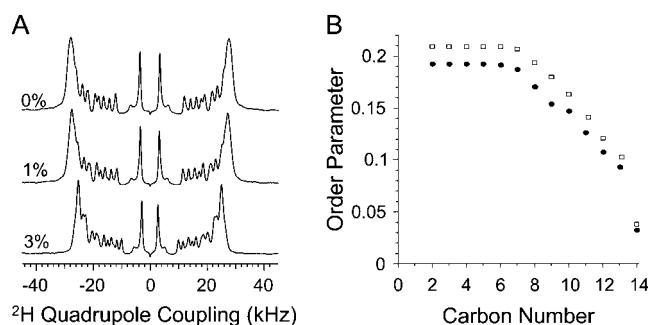 A
0%
1%
3%
-40 -20 0 20 40
²H Quadrupole Coupling (kHz)
B
Order Parameter
0.2
0.15
0.1
0.05
0
0 2 4 6 8 10 12 14
Carbon Number